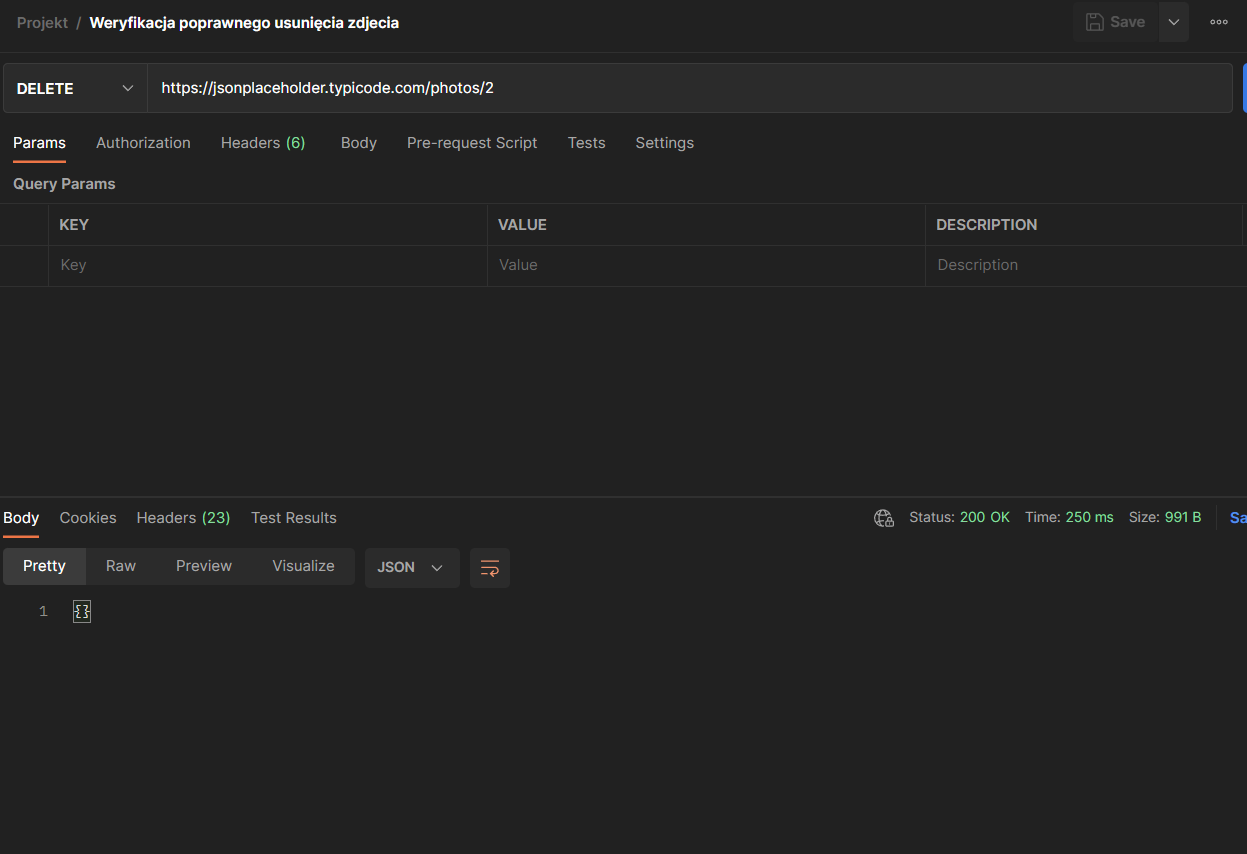 Projekt / Weryfikacja poprawnego usunięcia zdjecia Save
DELETE https://jsonplaceholder.typicode.com/photos/2
Params Authorization Headers (6) Body Pre-request Script Tests Settings
Query Params
KEY VALUE DESCRIPTION
Key Value Description
Body Cookies Headers (23) Test Results Status: 200 OK Time: 250 ms Size: 991 B Sa
Pretty Raw Preview Visualize JSON
1 {}